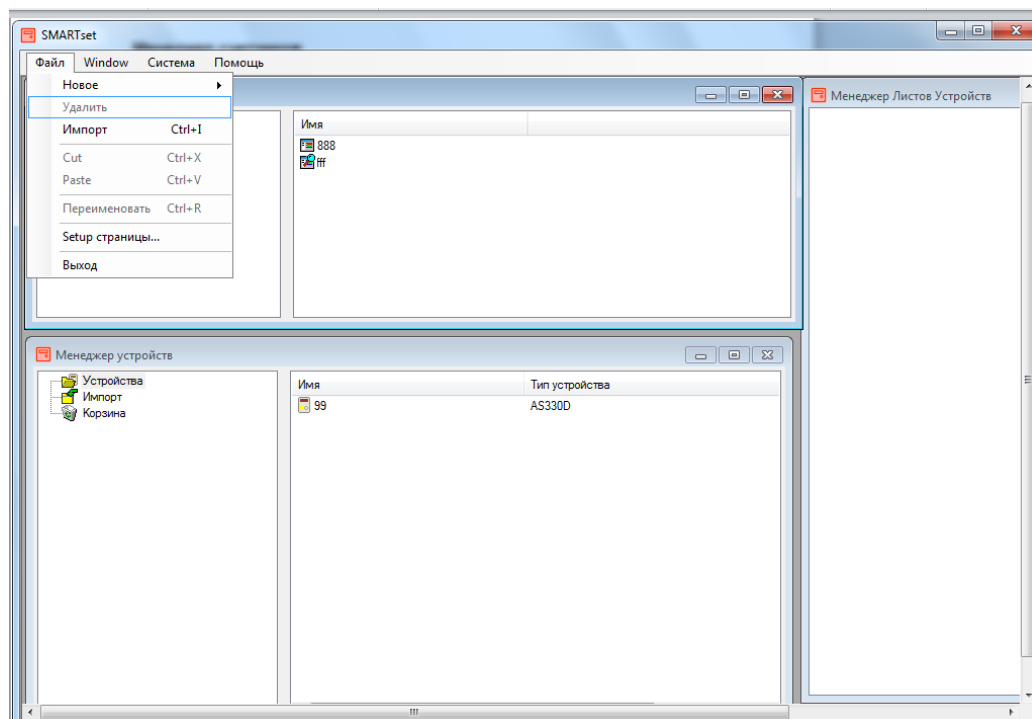 SMARTset
Файл Window Система Помощь
Новое
Удалить
Импорт Ctrl+I
Cut Ctrl+X
Paste Ctrl+V
Переименовать Ctrl+R
Setup страницы...
Выход
Имя
888
fff
Менеджер Листов Устройств
Менеджер устройств
Устройства
Импорт
Корзина
Имя Тип устройства
99 AS330D